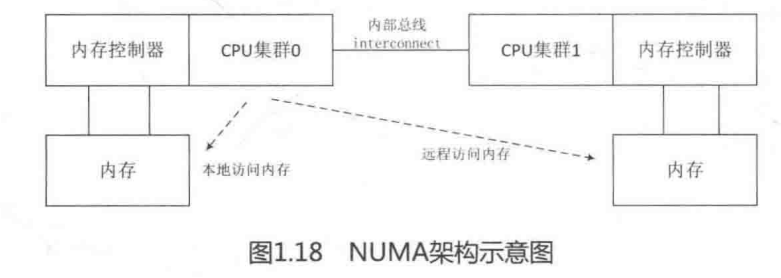 内存控制器
CPU集群0
内部总线
interconnect
CPU集群1
内存控制器
内存
本地访问内存
远程访问内存
内存
图1.18 NUMA架构示意图